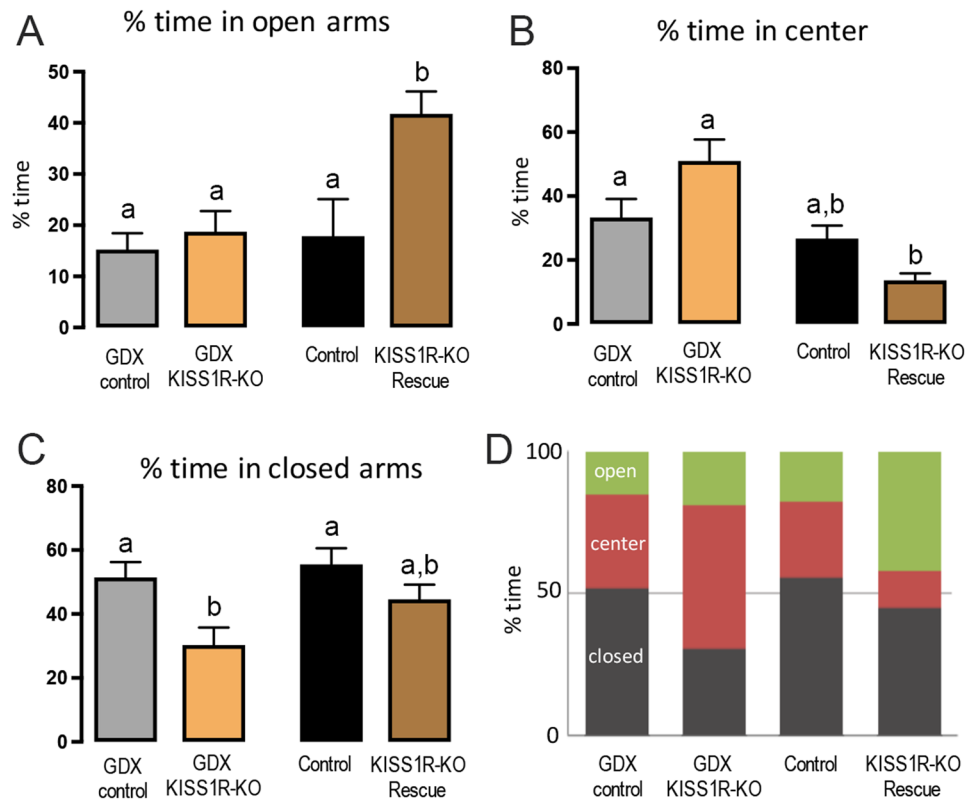 A
% time in open arms
% time
50
40
30
20
10
0
a
a
a
b
GDX
control
GDX
KISS1R-KO
Control
KISS1R-KO
Rescue
B
% time in center
% time
80
60
40
20
0
a
a
a,b
b
GDX
control
GDX
KISS1R-KO
Control
KISS1R-KO
Rescue
C
% time in closed arms
% time
80
60
40
20
0
a
b
a
a,b
GDX
control
GDX
KISS1R-KO
Control
KISS1R-KO
Rescue
D
% time
100
50
0
open
center
closed
GDX
control
GDX
KISS1R-KO
Control
KISS1R-KO
Rescue